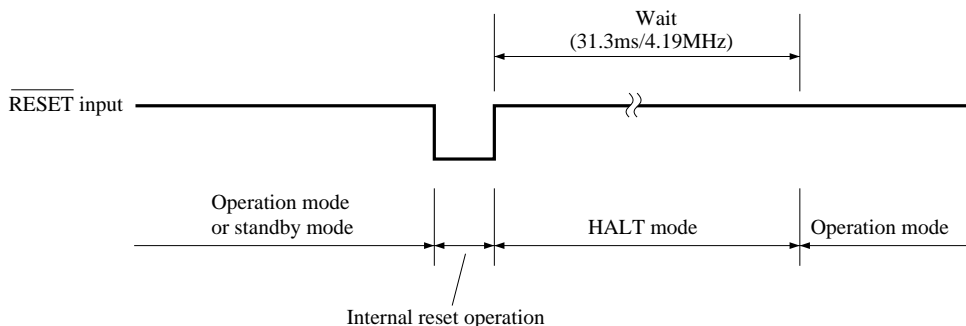 Wait
(31.3ms/4.19MHz)
RESET input
Operation mode
or standby mode
HALT mode
Operation mode
Internal reset operation